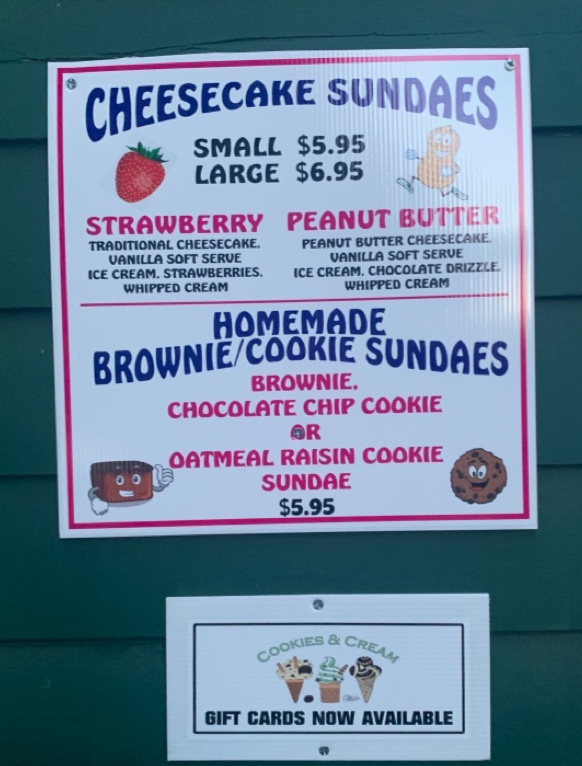 CHEESECAKE SUNDAES
SMALL $5.95
LARGE $6.95
STRAWBERRY
TRADITIONAL CHEESECAKE,
VANILLA SOFT SERVE
ICE CREAM, STRAWBERRIES,
WHIPPED CREAM
PEANUT BUTTER
PEANUT BUTTER CHEESECAKE,
VANILLA SOFT SERVE
ICE CREAM, CHOCOLATE DRIZZLE,
WHIPPED CREAM
HOMEMADE
BROWNIE/COOKIE SUNDAES
BROWNIE,
CHOCOLATE CHIP COOKIE
OR
OATMEAL RAISIN COOKIE
SUNDAE
$5.95
COOKIES & CREAM
GIFT CARDS NOW AVAILABLE